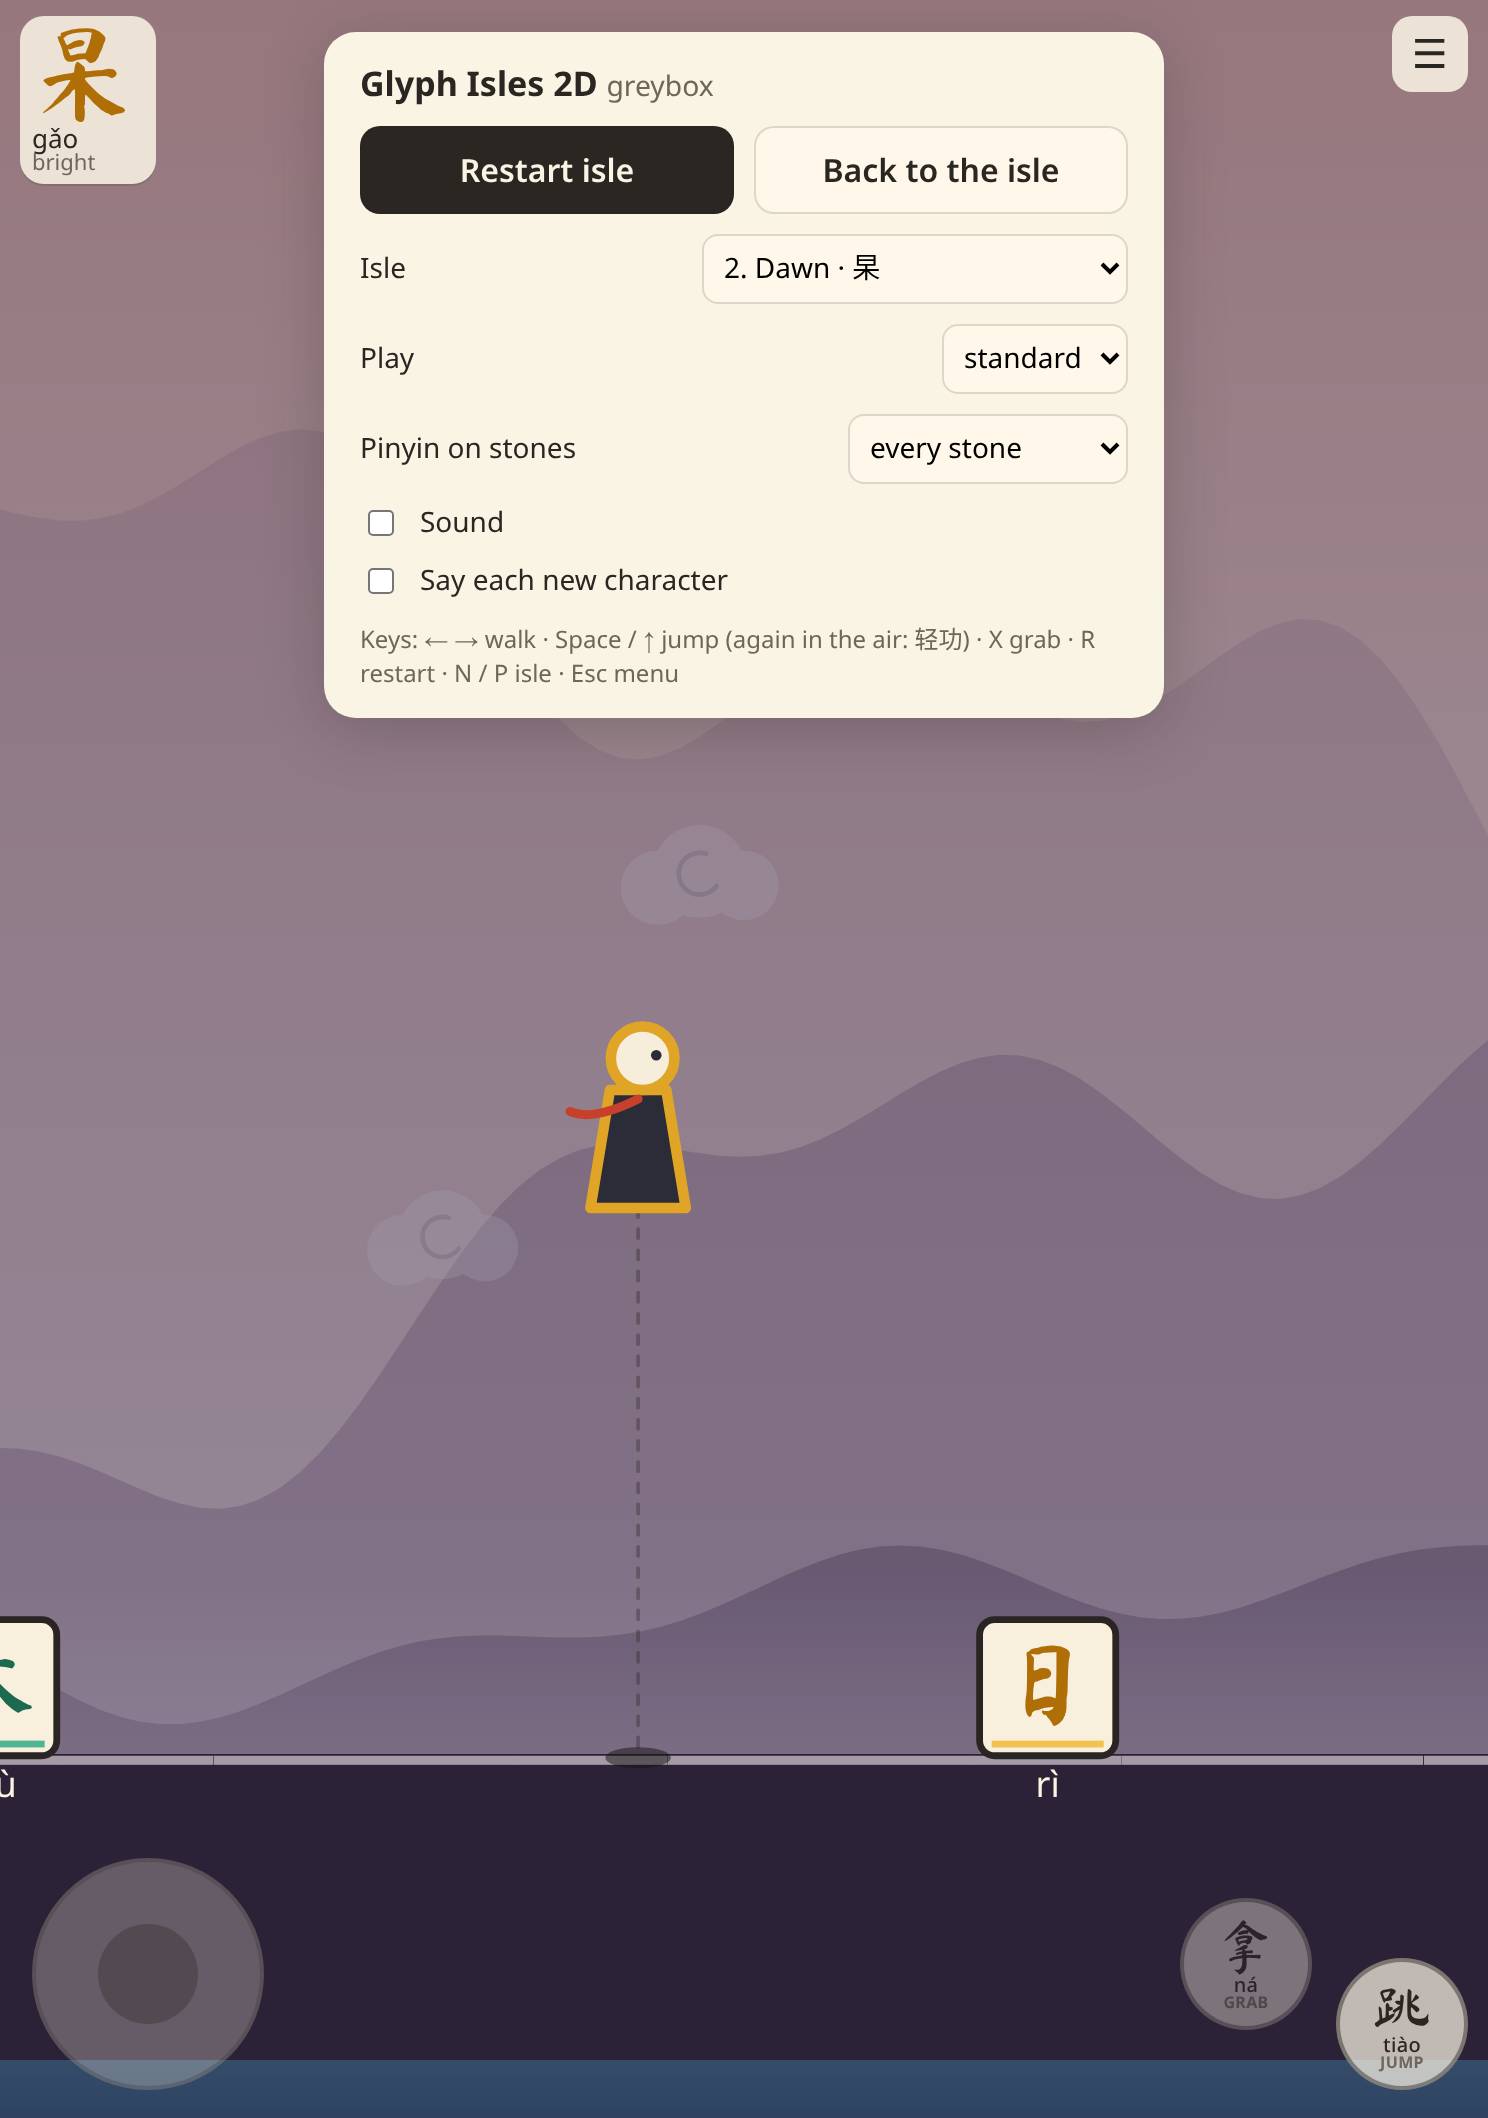 杲
gǎo
bright
☰
Glyph Isles 2D greybox
Restart isle
Back to the isle
Isle
2. Dawn · 杲
Play
standard
Pinyin on stones
every stone
Sound
Say each new character
Keys: ← → walk · Space / ↑ jump (again in the air: 轻功) · X grab · R
restart · N / P isle · Esc menu
日
ù
rì
拿
ná
GRAB
跳
tiào
JUMP